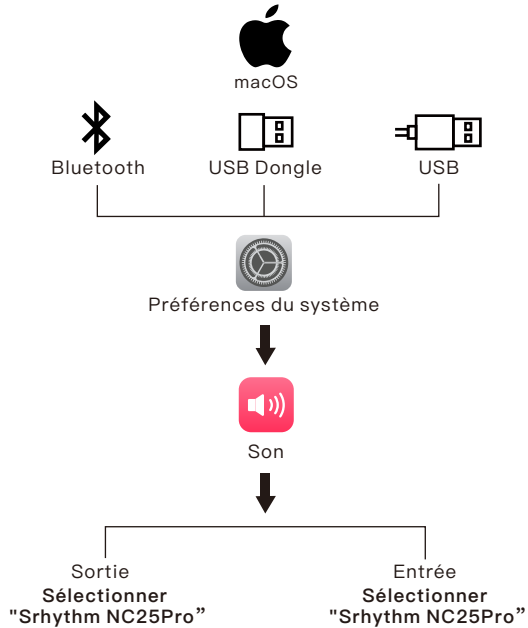 macOS
Bluetooth USB Dongle USB
Préférences du système
Son
Sortie
Sélectionner
"Srhythm NC25Pro”
Entrée
Sélectionner
"Srhythm NC25Pro”